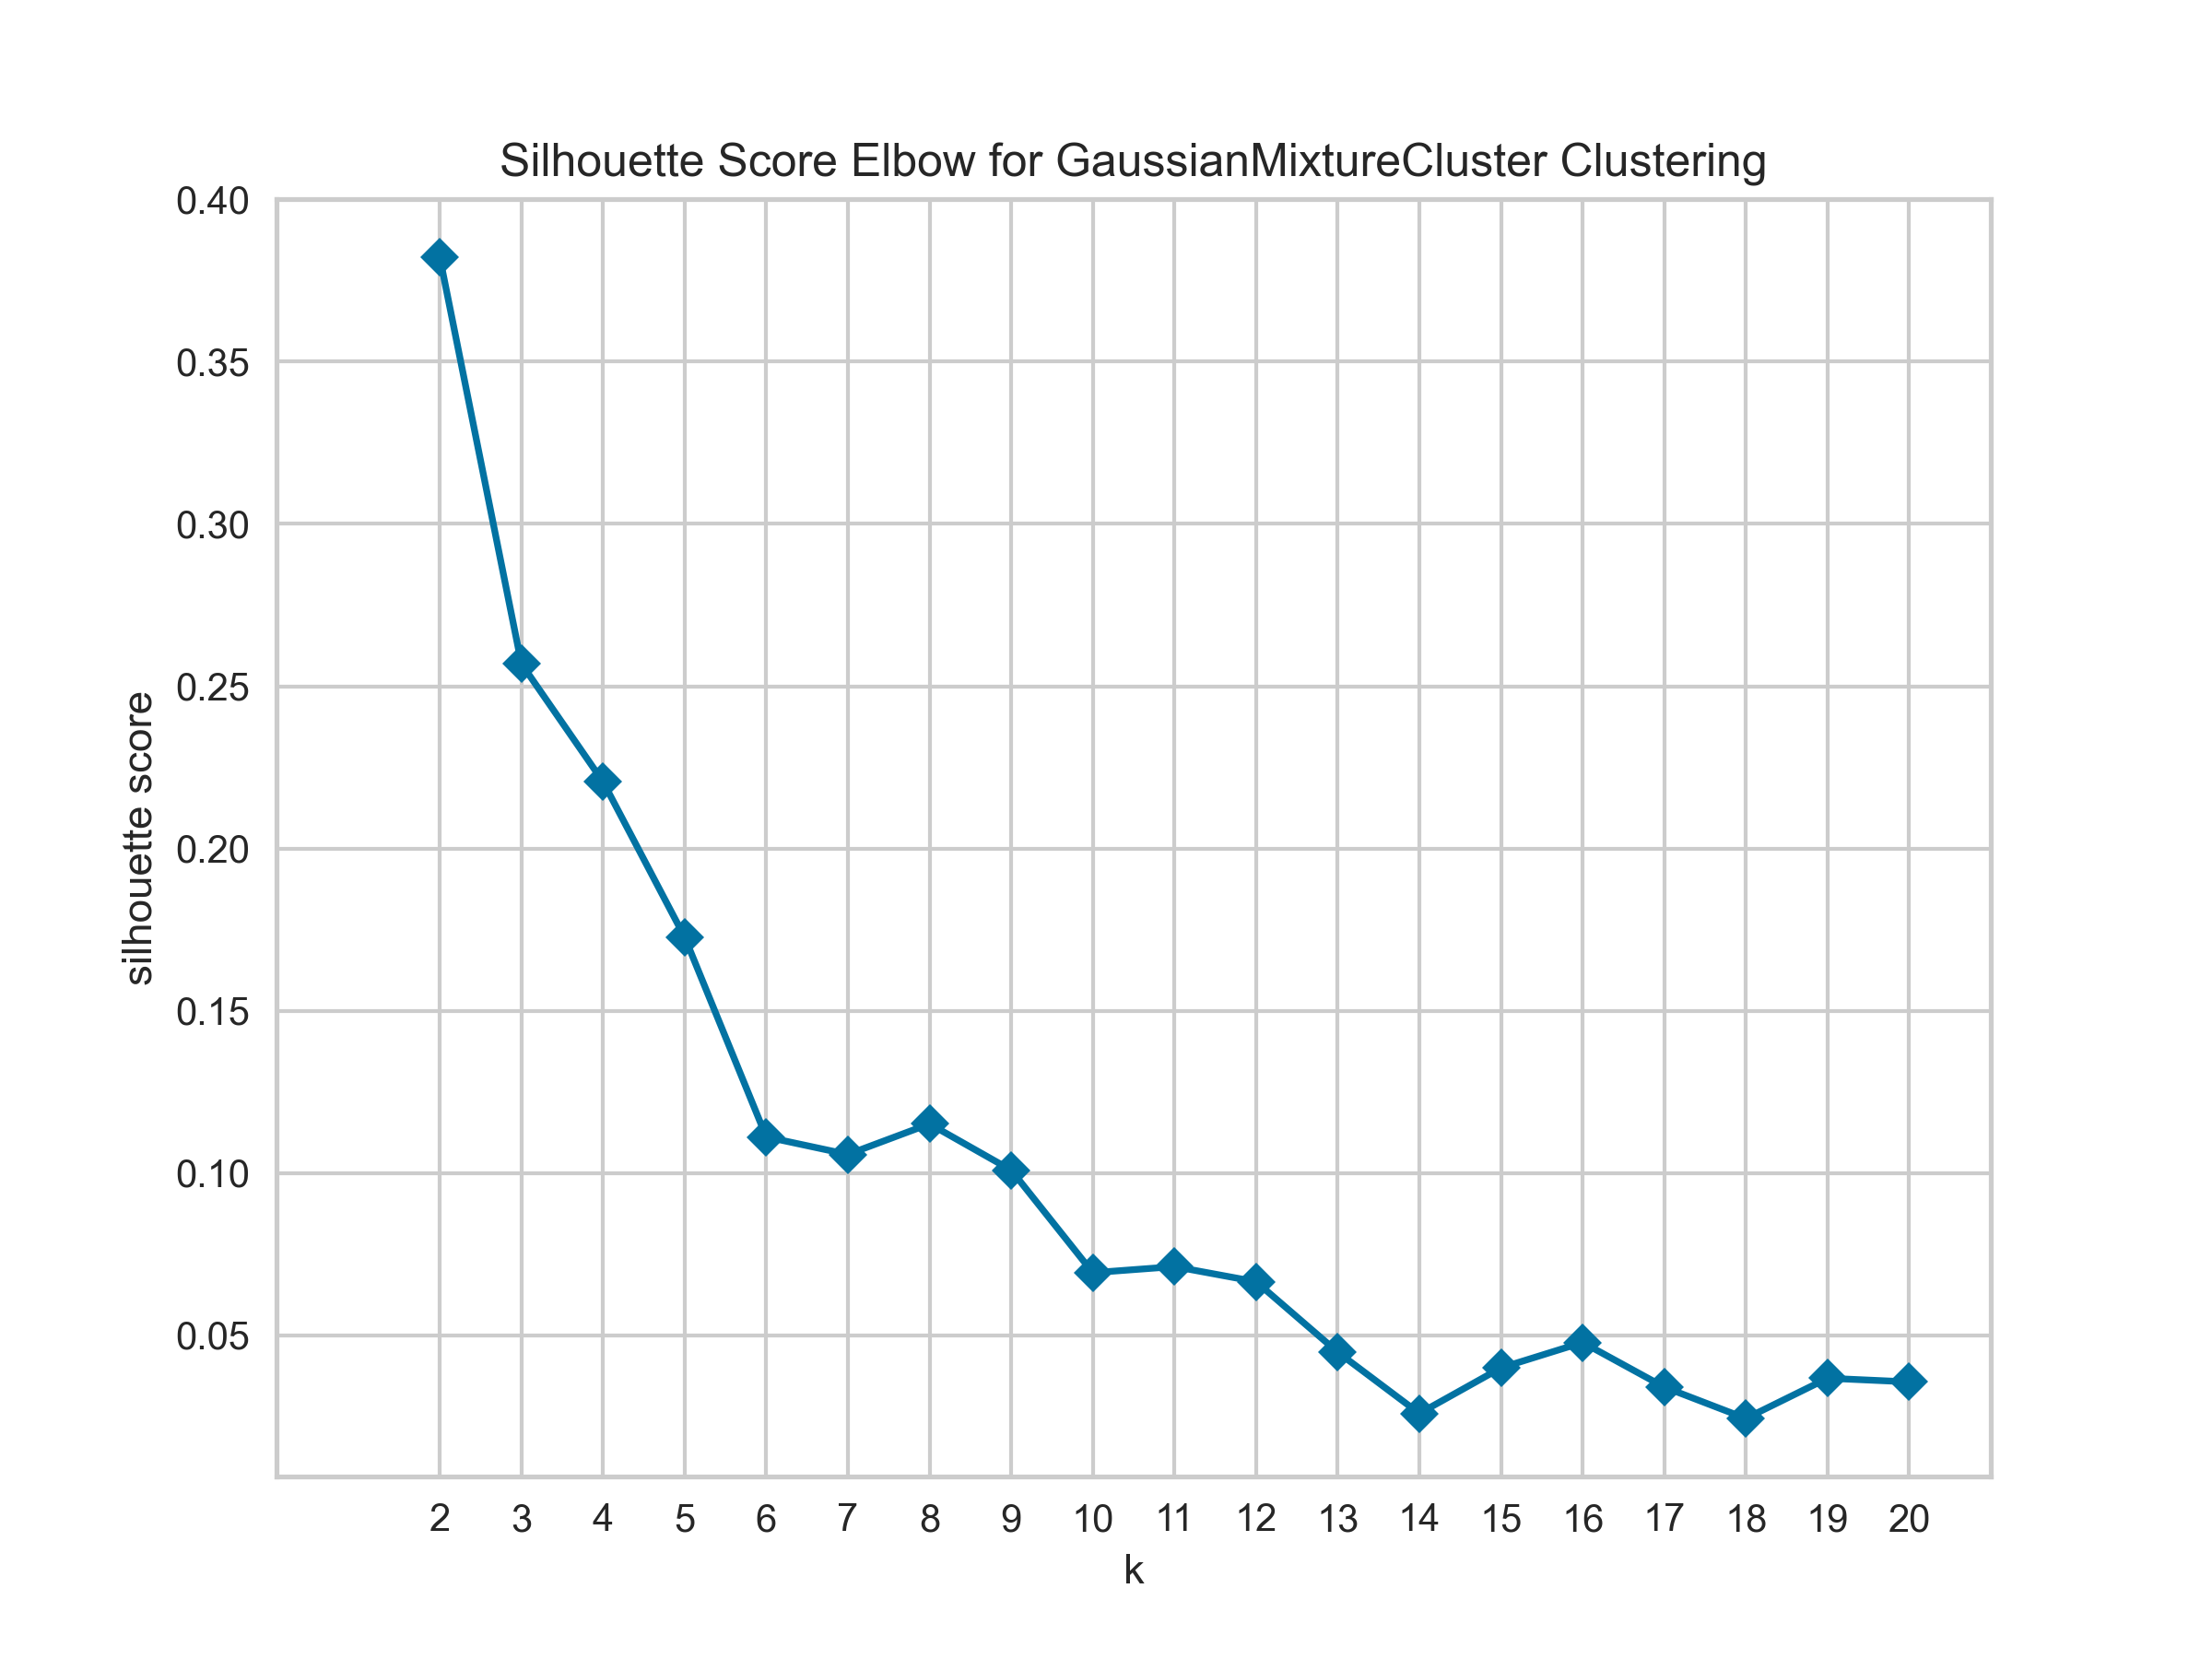 Silhouette Score Elbow for GaussianMixtureCluster Clustering
0.40
0.35
0.30
0.25
0.20
0.15
0.10
0.05
silhouette score
2 3 4 5 6 7 8 9 10 11 12 13 14 15 16 17 18 19 20
k